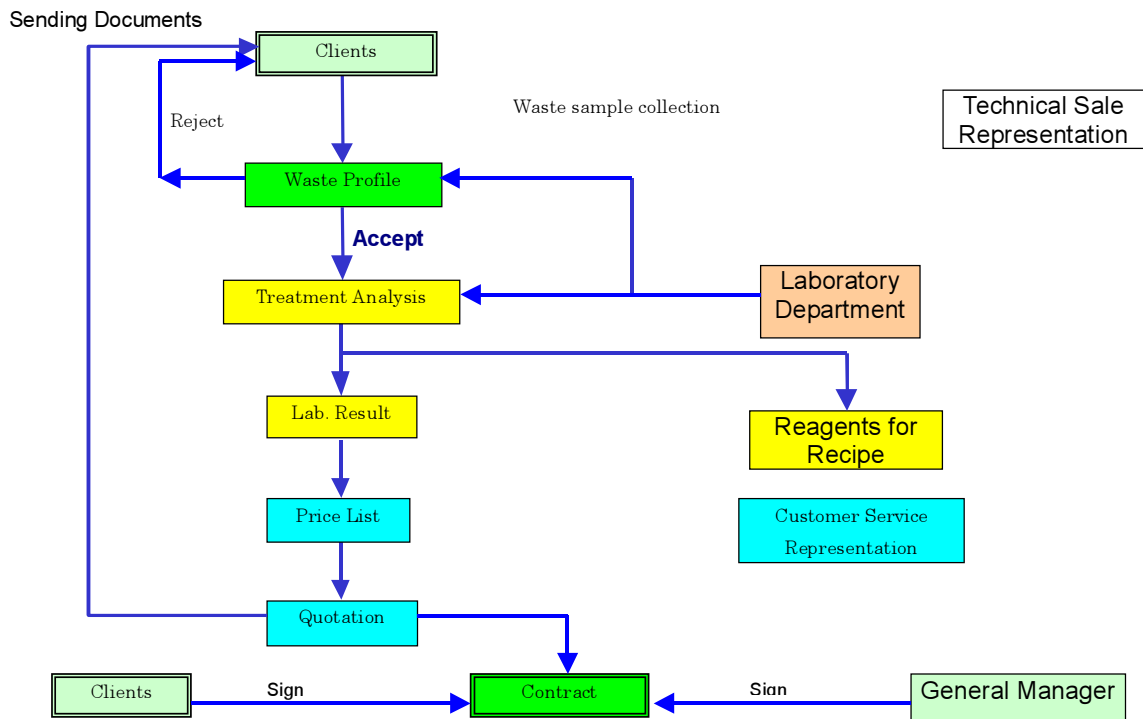 Sending Documents
Clients
Reject
Waste sample collection
Technical Sale
Representation
Waste Profile
Accept
Treatment Analysis
Laboratory
Department
Lab. Result
Reagents for
Recipe
Price List
Customer Service
Representation
Quotation
Clients
Sign
Contract
Sign
General Manager